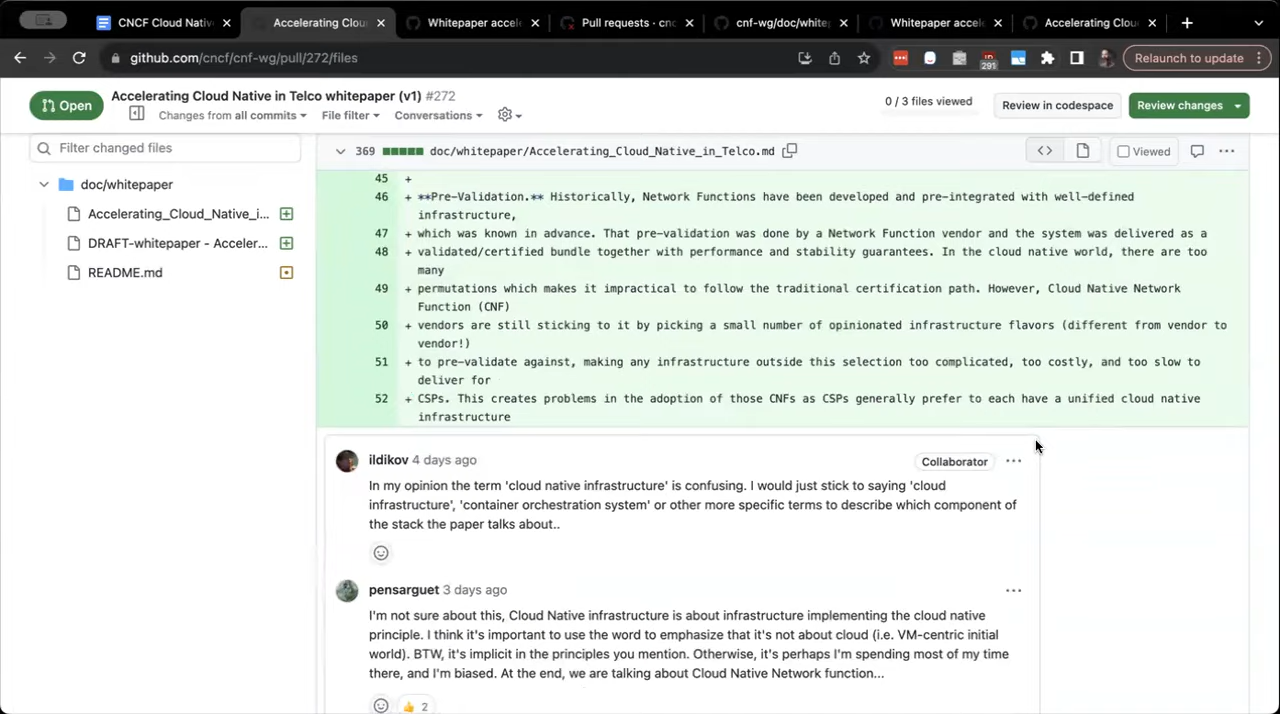 CNCF Cloud Nativ
Accelerating Clou
Whitepaper accel
Pull requests · cnc
cnf-wg/doc/white
Whitepaper accel
Accelerating Clou
github.com/cncf/cnf-wg/pull/272/files
291
Relaunch to update
Open
Accelerating Cloud Native in Telco whitepaper (v1) #272
Changes from all commits
File filter
Conversations
0 / 3 files viewed
Review in codespace
Review changes
Filter changed files
doc/whitepaper
Accelerating_Cloud_Native_i...
DRAFT-whitepaper - Acceler...
README.md
369 doc/whitepaper/Accelerating_Cloud_Native_in_Telco.md
Viewed
45 +
46 + **Pre-Validation.** Historically, Network Functions have been developed and pre-integrated with well-defined
infrastructure,
47 + which was known in advance. That pre-validation was done by a Network Function vendor and the system was delivered as a
48 + validated/certified bundle together with performance and stability guarantees. In the cloud native world, there are too
many
49 + permutations which makes it impractical to follow the traditional certification path. However, Cloud Native Network
Function (CNF)
50 + vendors are still sticking to it by picking a small number of opinionated infrastructure flavors (different from vendor to
vendor!)
51 + to pre-validate against, making any infrastructure outside this selection too complicated, too costly, and too slow to
deliver for
52 + CSPs. This creates problems in the adoption of those CNFs as CSPs generally prefer to each have a unified cloud native
infrastructure
ildikov 4 days ago
Collaborator
In my opinion the term 'cloud native infrastructure' is confusing. I would just stick to saying 'cloud
infrastructure', 'container orchestration system' or other more specific terms to describe which component of
the stack the paper talks about..
pensarguet 3 days ago
I'm not sure about this, Cloud Native infrastructure is about infrastructure implementing the cloud native
principle. I think it's important to use the word to emphasize that it's not about cloud (i.e. VM-centric initial
world). BTW, it's implicit in the principles you mention. Otherwise, it's perhaps I'm spending most of my time
there, and I'm biased. At the end, we are talking about Cloud Native Network function...
2